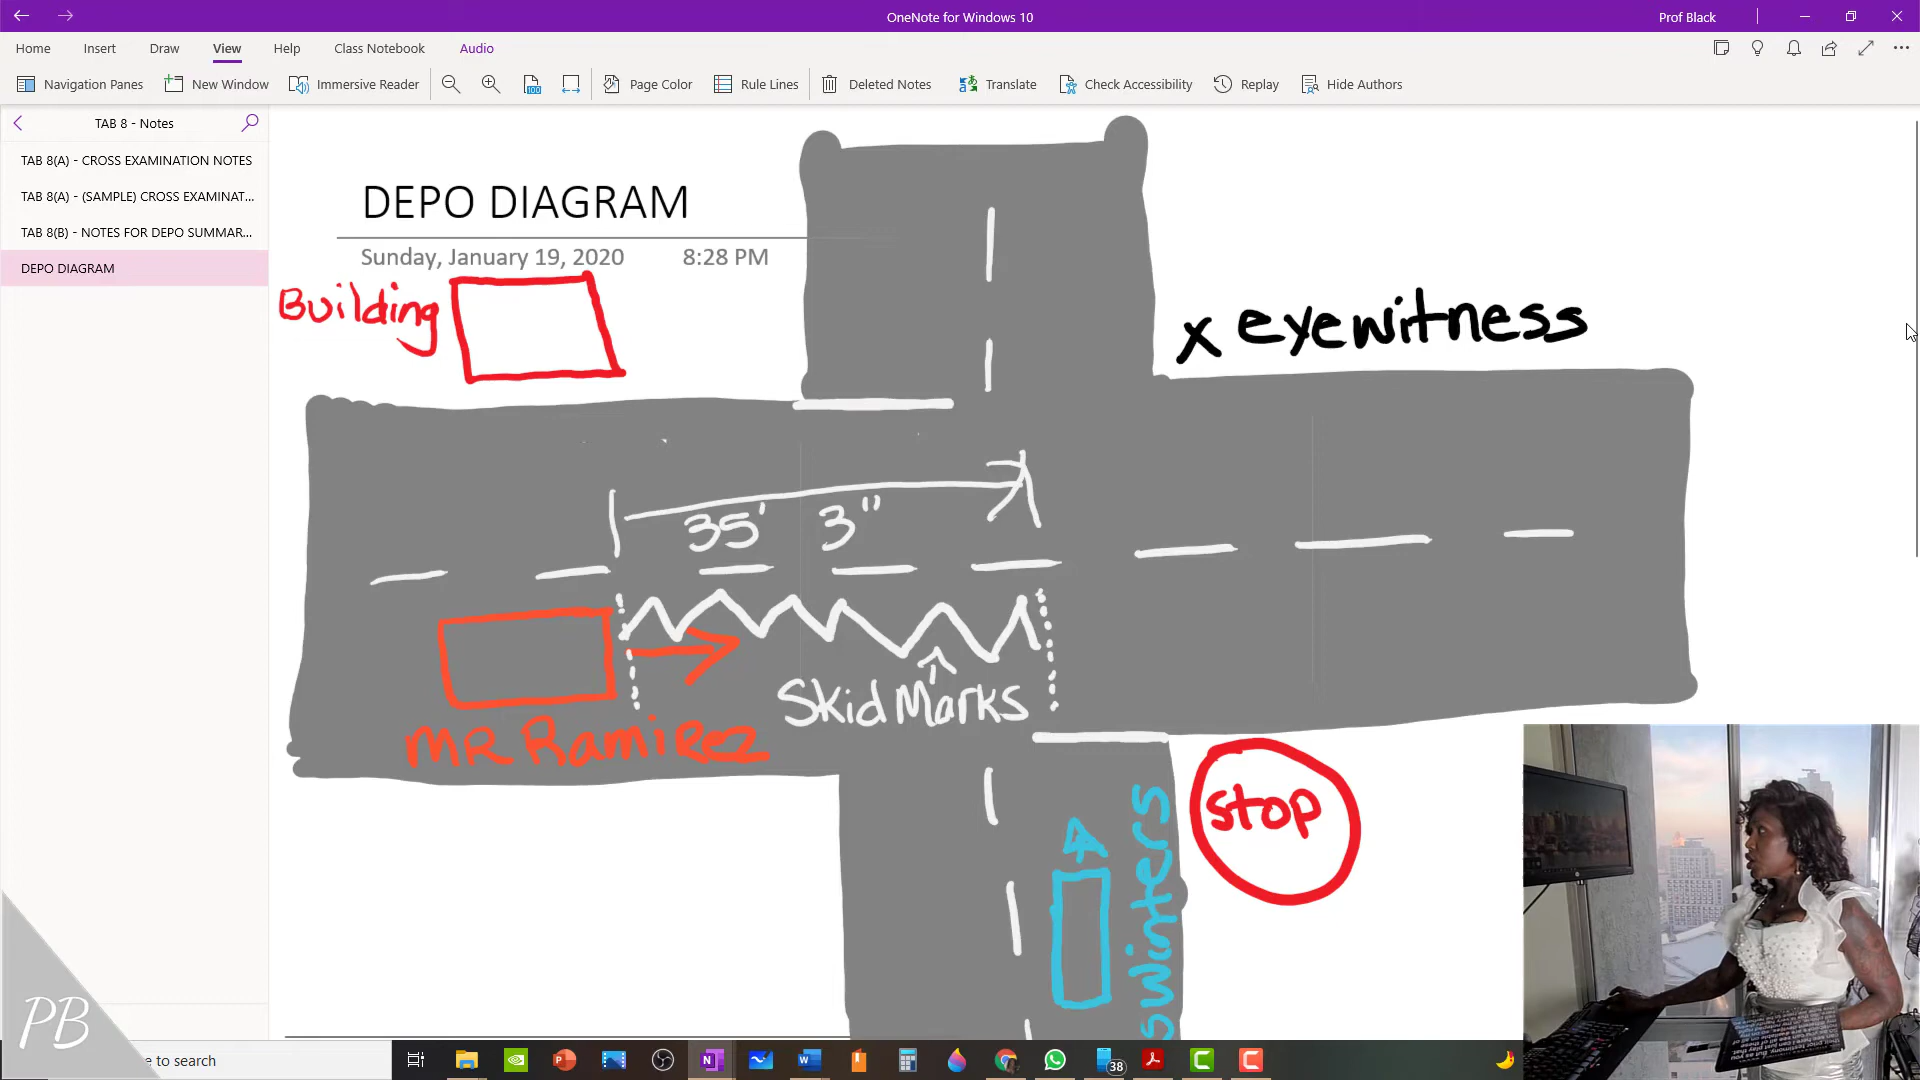 OneNote for Windows 10
Prof Black
Home Insert Draw View Help Class Notebook Audio
Navigation Panes New Window Immersive Reader Page Color Rule Lines Deleted Notes Translate Check Accessibility Replay Hide Authors
TAB 8 - Notes
TAB 8(A) - CROSS EXAMINATION NOTES
TAB 8(A) - (SAMPLE) CROSS EXAMINAT...
TAB 8(B) - NOTES FOR DEPO SUMMAR...
DEPO DIAGRAM
DEPO DIAGRAM
Sunday, January 19, 2020 8:28 PM
Building
x eyewitness
35' 3"
Skid Marks
MR Ramirez
stop
swinters
PB
e to search
38